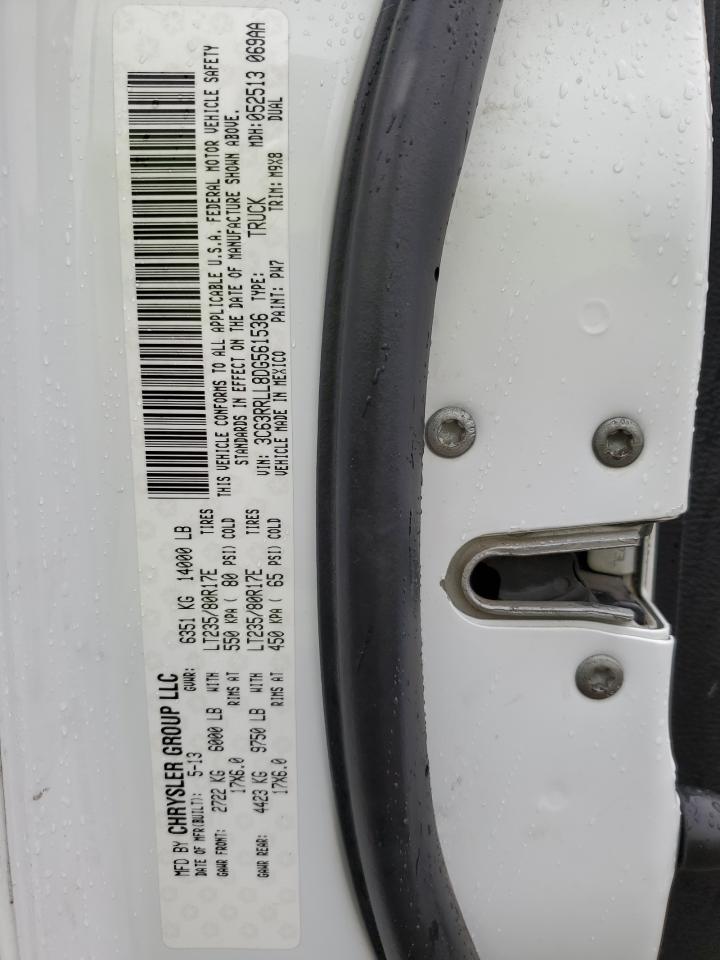 MFD BY CHRYSLER GROUP LLC
DATE OF MFR(BUILT): 5-13 GVWR: 6351 KG 14000 LB
GAWR FRONT: 2722 KG 6000 LB WITH LT235/80R17E TIRES
17X6.0 RIMS AT 550 KPA ( 80 PSI) COLD
GAWR REAR: 4423 KG 9750 LB WITH LT235/80R17E TIRES
17X6.0 RIMS AT 450 KPA ( 65 PSI) COLD
THIS VEHICLE CONFORMS TO ALL APPLICABLE U.S.A. FEDERAL MOTOR VEHICLE SAFETY
STANDARDS IN EFFECT ON THE DATE OF MANUFACTURE SHOWN ABOVE.
VIN: 3C63RRLL8DG561536 TYPE: TRUCK MDH:052513 069AA
VEHICLE MADE IN MEXICO PAINT: PW7 TRIM: M9X8 DUAL